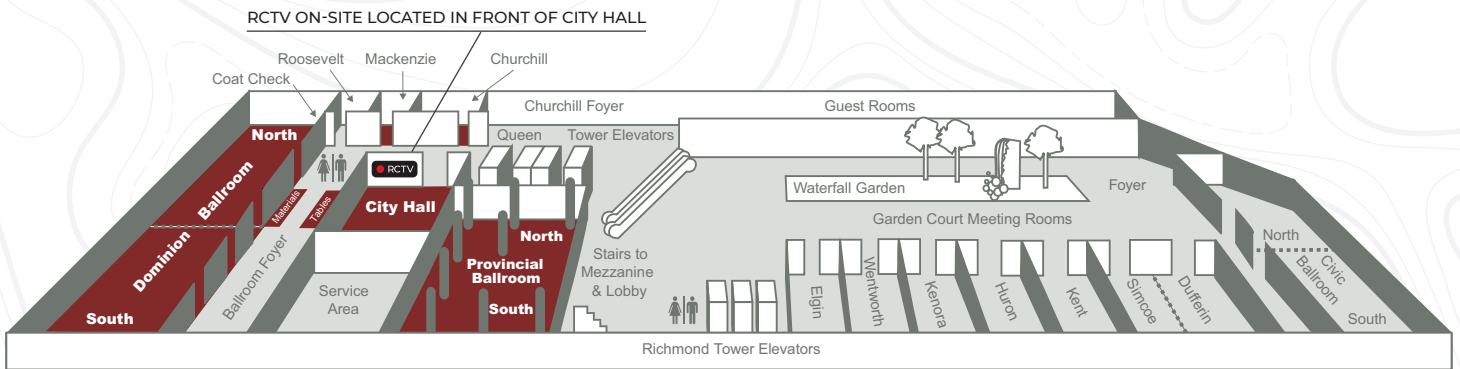 RCTV ON-SITE LOCATED IN FRONT OF CITY HALL
Roosevelt
Mackenzie
Churchill
Coat Check
Churchill Foyer
Guest Rooms
North
Queen
Tower Elevators
RCTV
Waterfall Garden
Foyer
Ballroom
Materials
Tables
City Hall
Garden Court Meeting Rooms
North
North
Dominion
Ballroom Foyer
Provincial
Ballroom
Stairs to
Mezzanine
& Lobby
Civic
Ballroom
Service
Area
Elgin
Wentworth
Kenora
Huron
Kent
Simcoe
Dufferin
South
South
South
Richmond Tower Elevators